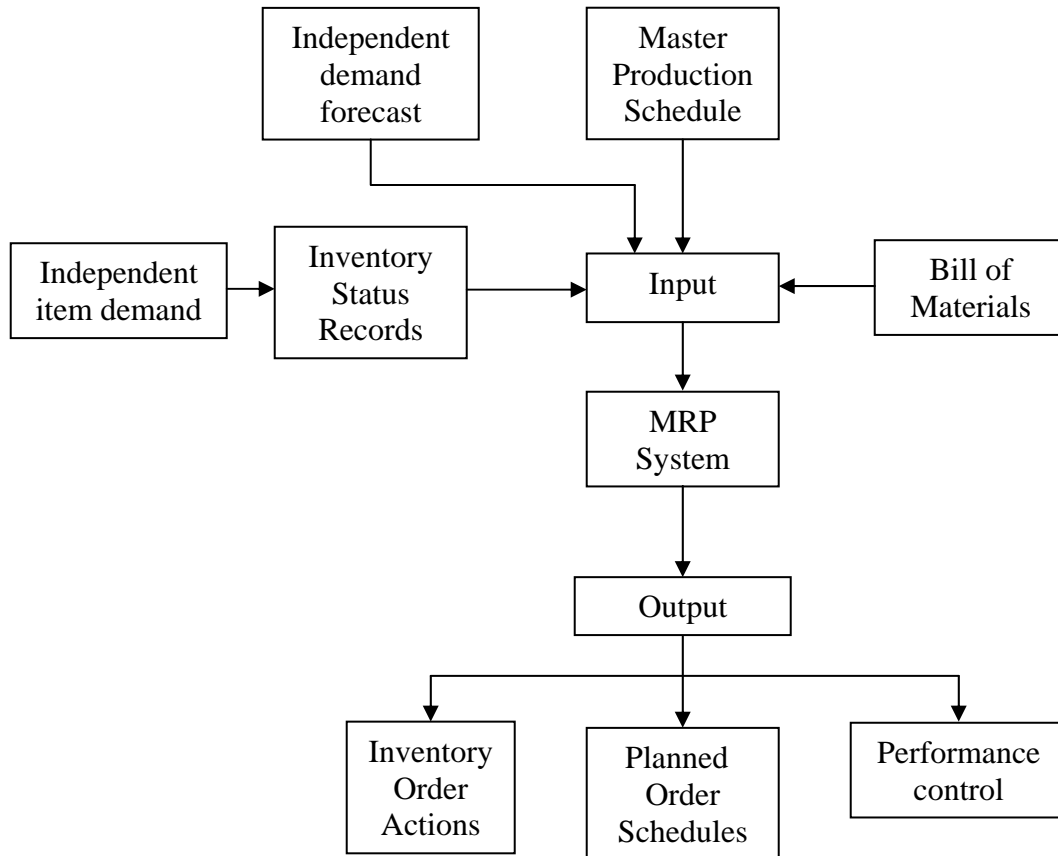 Independent
demand
forecast
Master
Production
Schedule
Independent
item demand
Inventory
Status
Records
Input
Bill of
Materials
MRP
System
Output
Inventory
Order
Actions
Planned
Order
Schedules
Performance
control